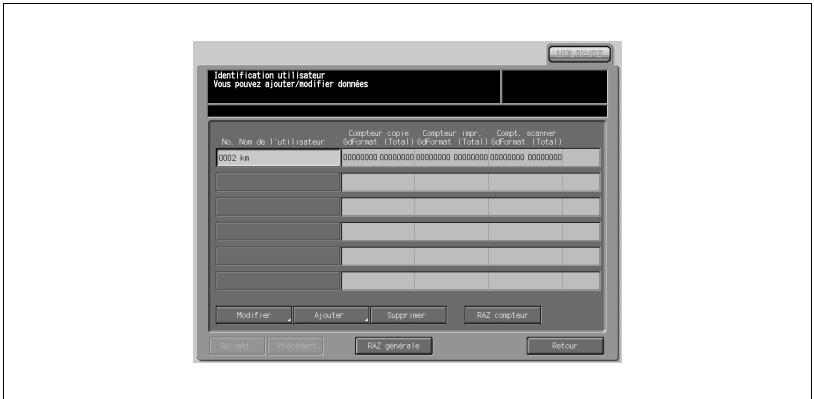 UTILITAIRE
Identification utilisateur
Vous pouvez ajouter/modifier données
Compteur copie Compteur impr. Compt. scanner
No. Nom de l'utilisateur GdFormat (Total) GdFormat (Total) GdFormat (Total)
0002 km 00000000 00000000 00000000 00000000 00000000 00000000
Modifier Ajouter Supprimer RAZ compteur
Suivant Précédent RAZ générale Retour